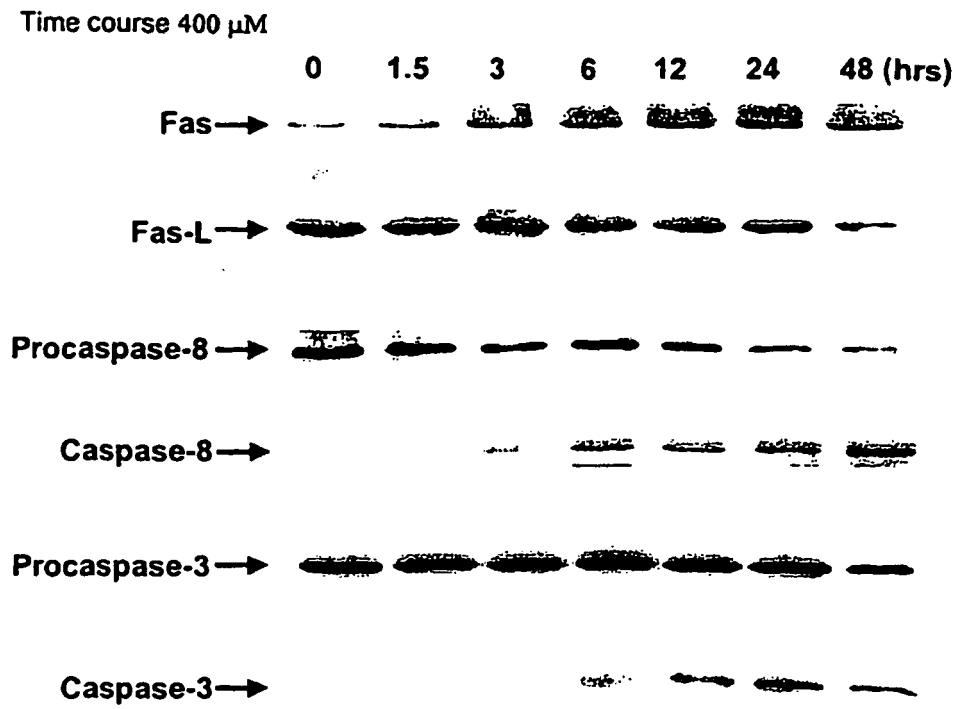 Time course 400 μM
0 1.5 3 6 12 24 48 (hrs)
Fas
Fas-L
Procaspase-8
Caspase-8
Procaspase-3
Caspase-3